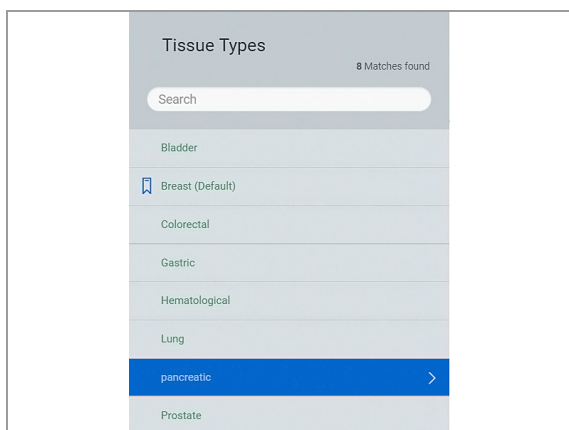 Tissue Types
8 Matches found
Search
Bladder
Breast (Default)
Colorectal
Gastric
Hematological
Lung
pancreatic
Prostate